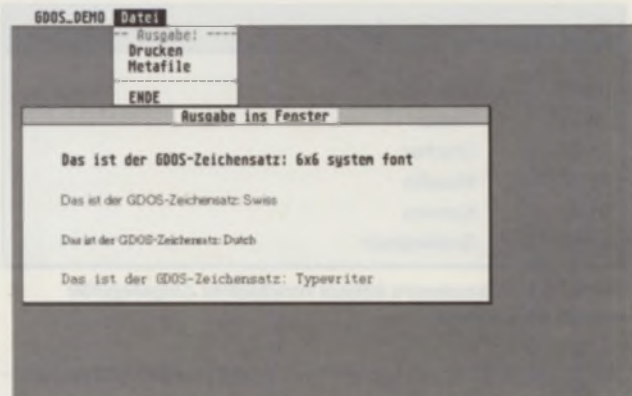 GDOS_DEMO Datei
-- Ausgabe: ----
Drucken
Metafile
ENDE
Ausgabe ins Fenster
Das ist der GDOS-Zeichensatz: 6x6 system font
Das ist der GDOS-Zeichensatz: Swiss
Das ist der GDOS-Zeichensatz: Dutch
Das ist der GDOS-Zeichensatz: Typewriter